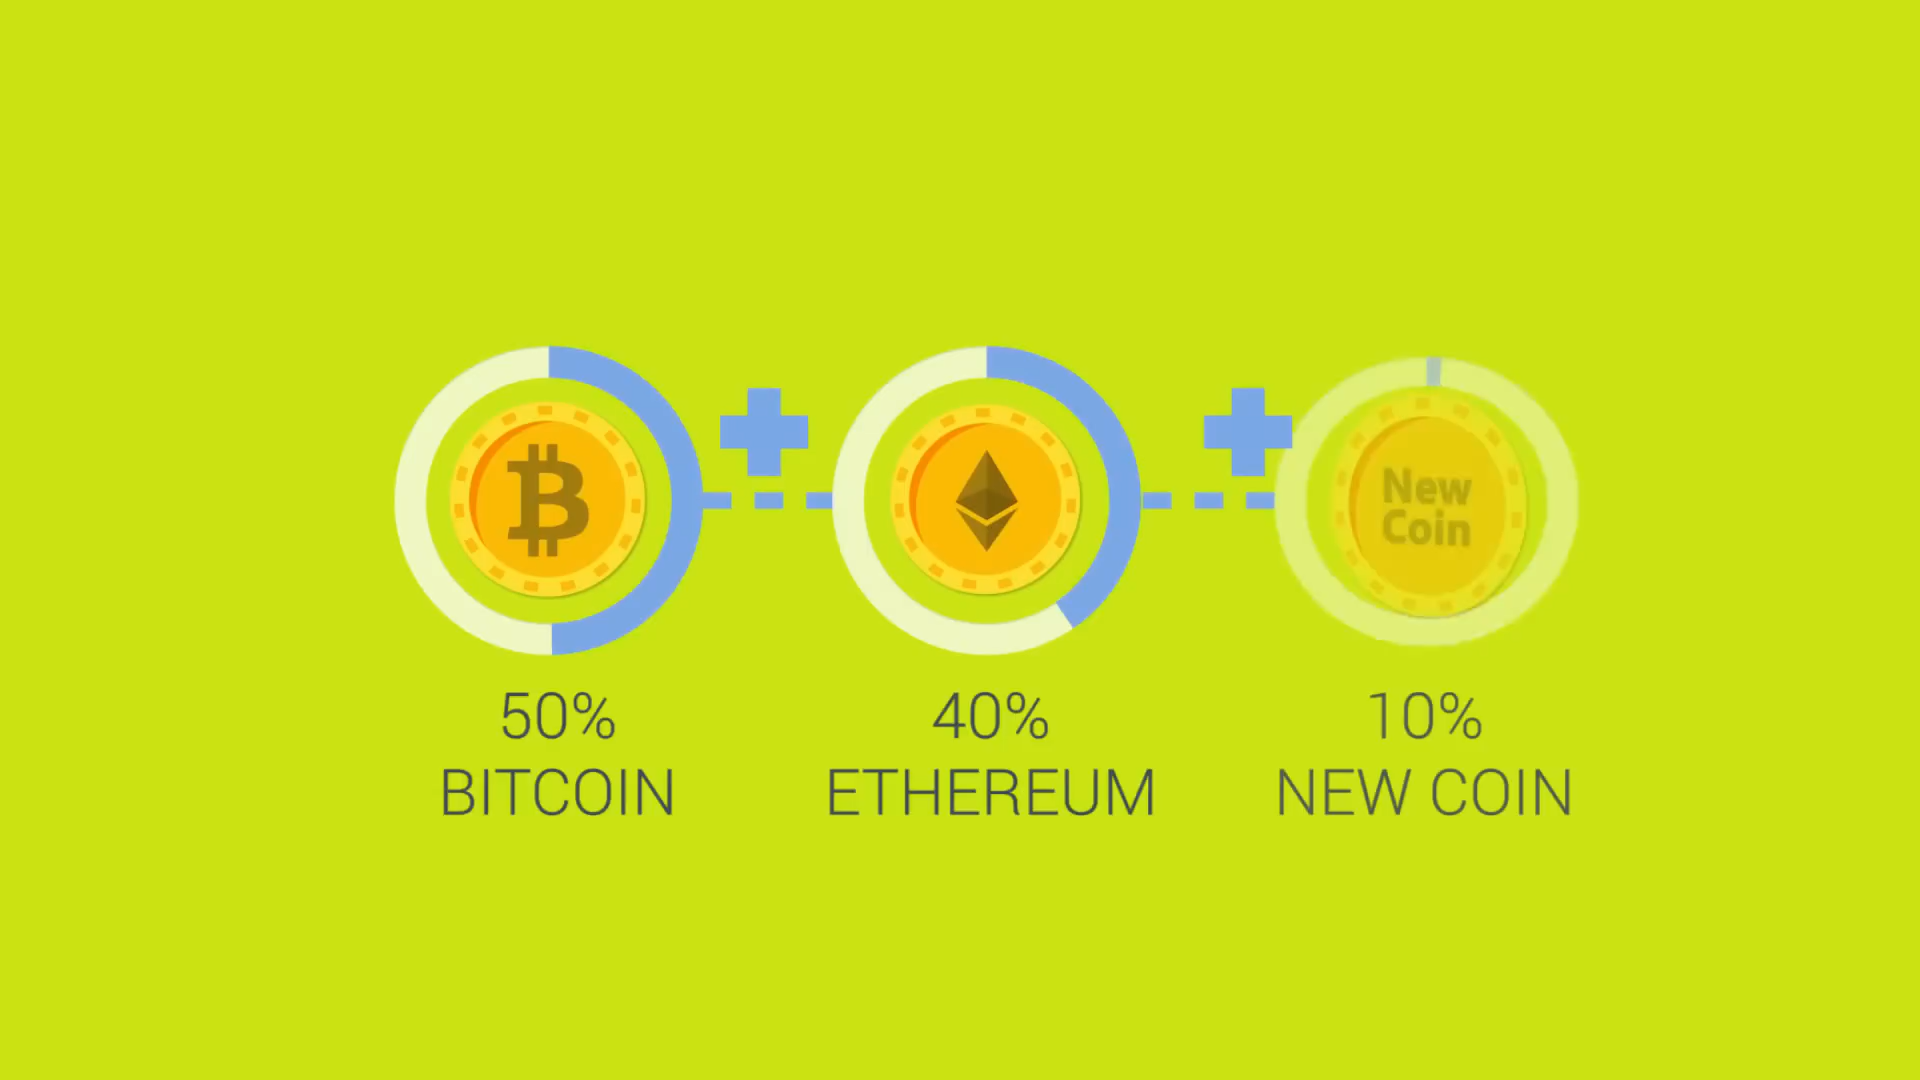 New
Coin
50%
BITCOIN
40%
ETHEREUM
10%
NEW COIN